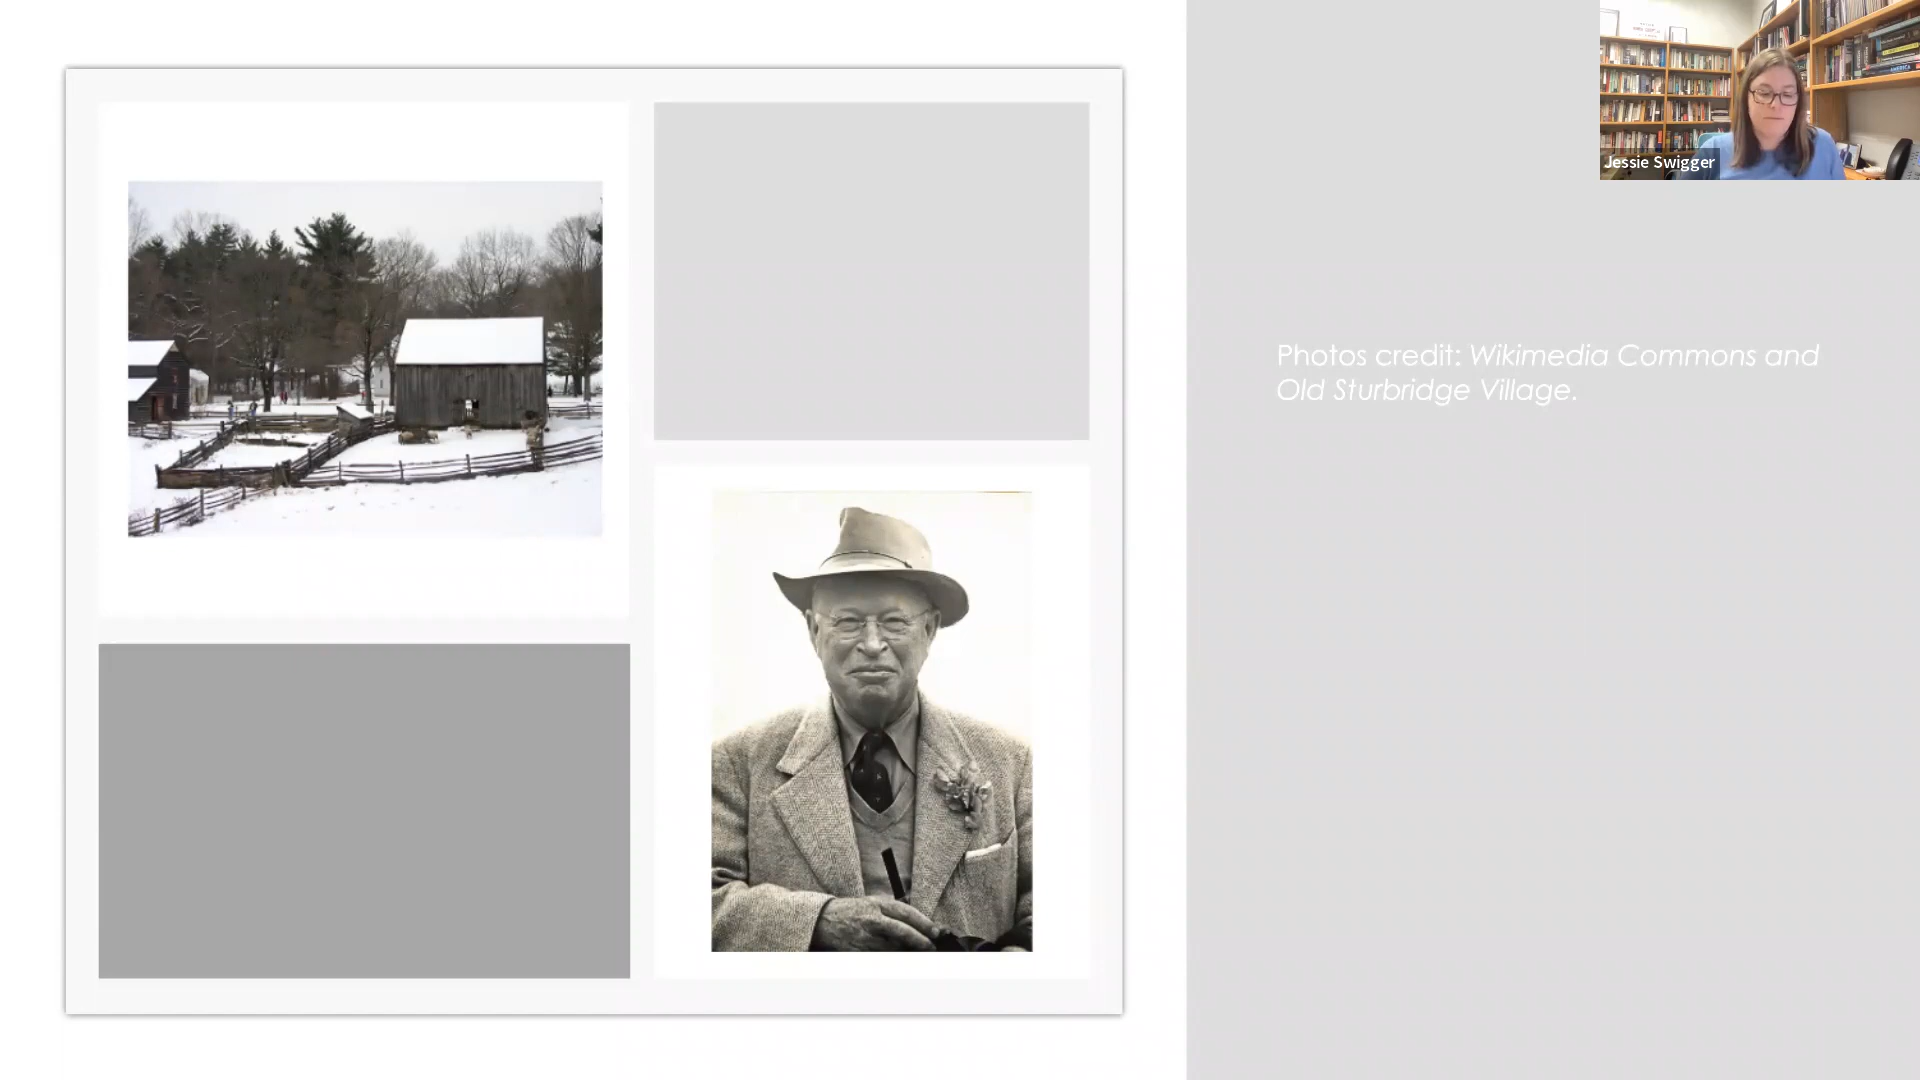 Jessie Swigger
Photos credit: Wikimedia Commons and
Old Sturbridge Village.